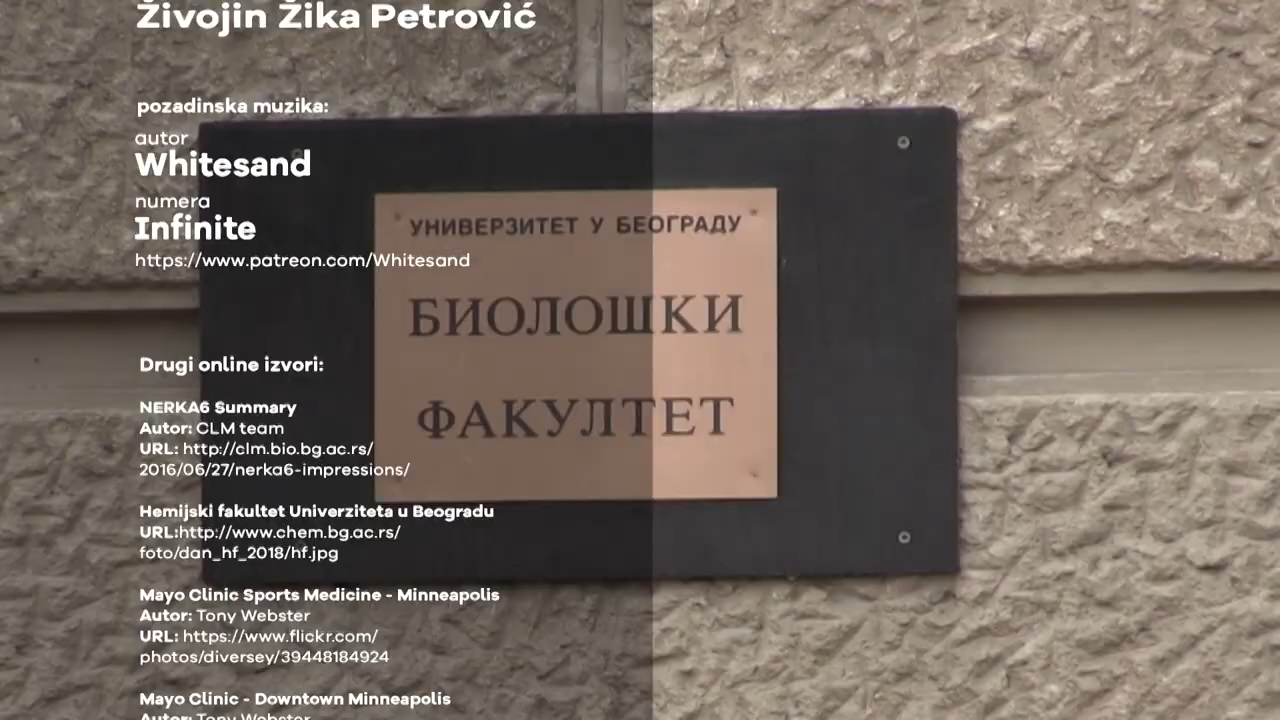 Živojin Žika Petrović
pozadinska muzika:
autor
Whitesand
numera
Infinite
https://www.patreon.com/Whitesand
Drugi online izvori:
NERKA6 Summary
Autor: CLM team
URL: http://clm.bio.bg.ac.rs/
2016/06/27/nerka6-impressions/
Hemijski fakultet Univerziteta u Beogradu
URL:http://www.chem.bg.ac.rs/
foto/dan_hf_2018/hf.jpg
Mayo Clinic Sports Medicine - Minneapolis
Autor: Tony Webster
URL: https://www.flickr.com/
photos/diversey/39448184924
Mayo Clinic - Downtown Minneapolis
Autor: Tony Webster
УНИВЕРЗИТЕТ У БЕОГРАДУ
БИОЛОШКИ
ФАКУЛТЕТ